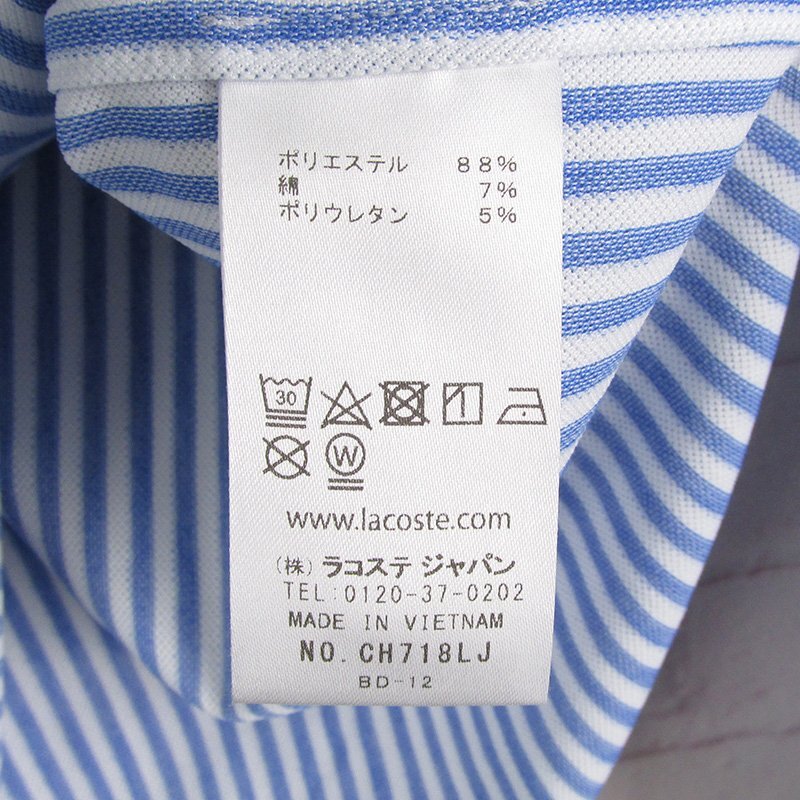 ポリエステル 88%
綿 7%
ポリウレタン 5%
30
W
www.lacoste.com
(株) ラコステ ジャパン
TEL:0120-37-0202
MADE IN VIETNAM
NO. CH718LJ
BD-12